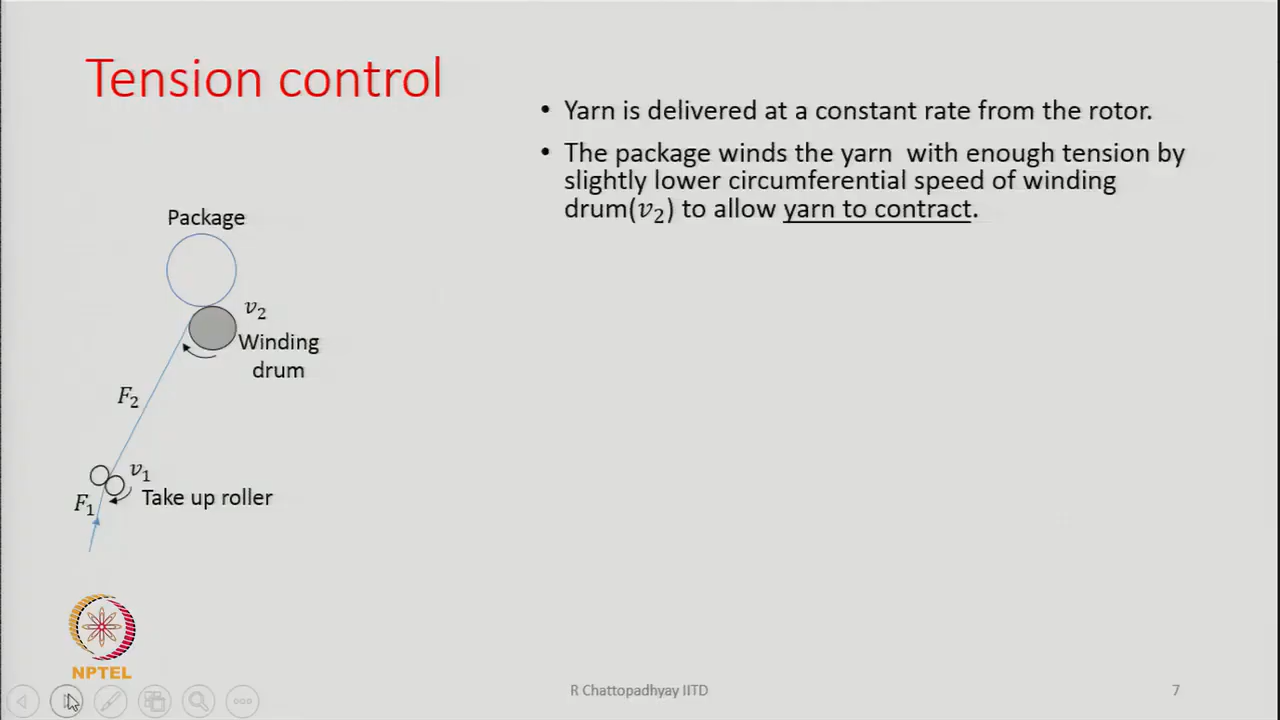 Tension control
• Yarn is delivered at a constant rate from the rotor.
• The package winds the yarn with enough tension by
slightly lower circumferential speed of winding
drum(v₂) to allow yarn to contract.
Package
v₂
Winding
drum
F₂
v₁
F₁
Take up roller
NPTEL
R Chattopadhyay IITD
7